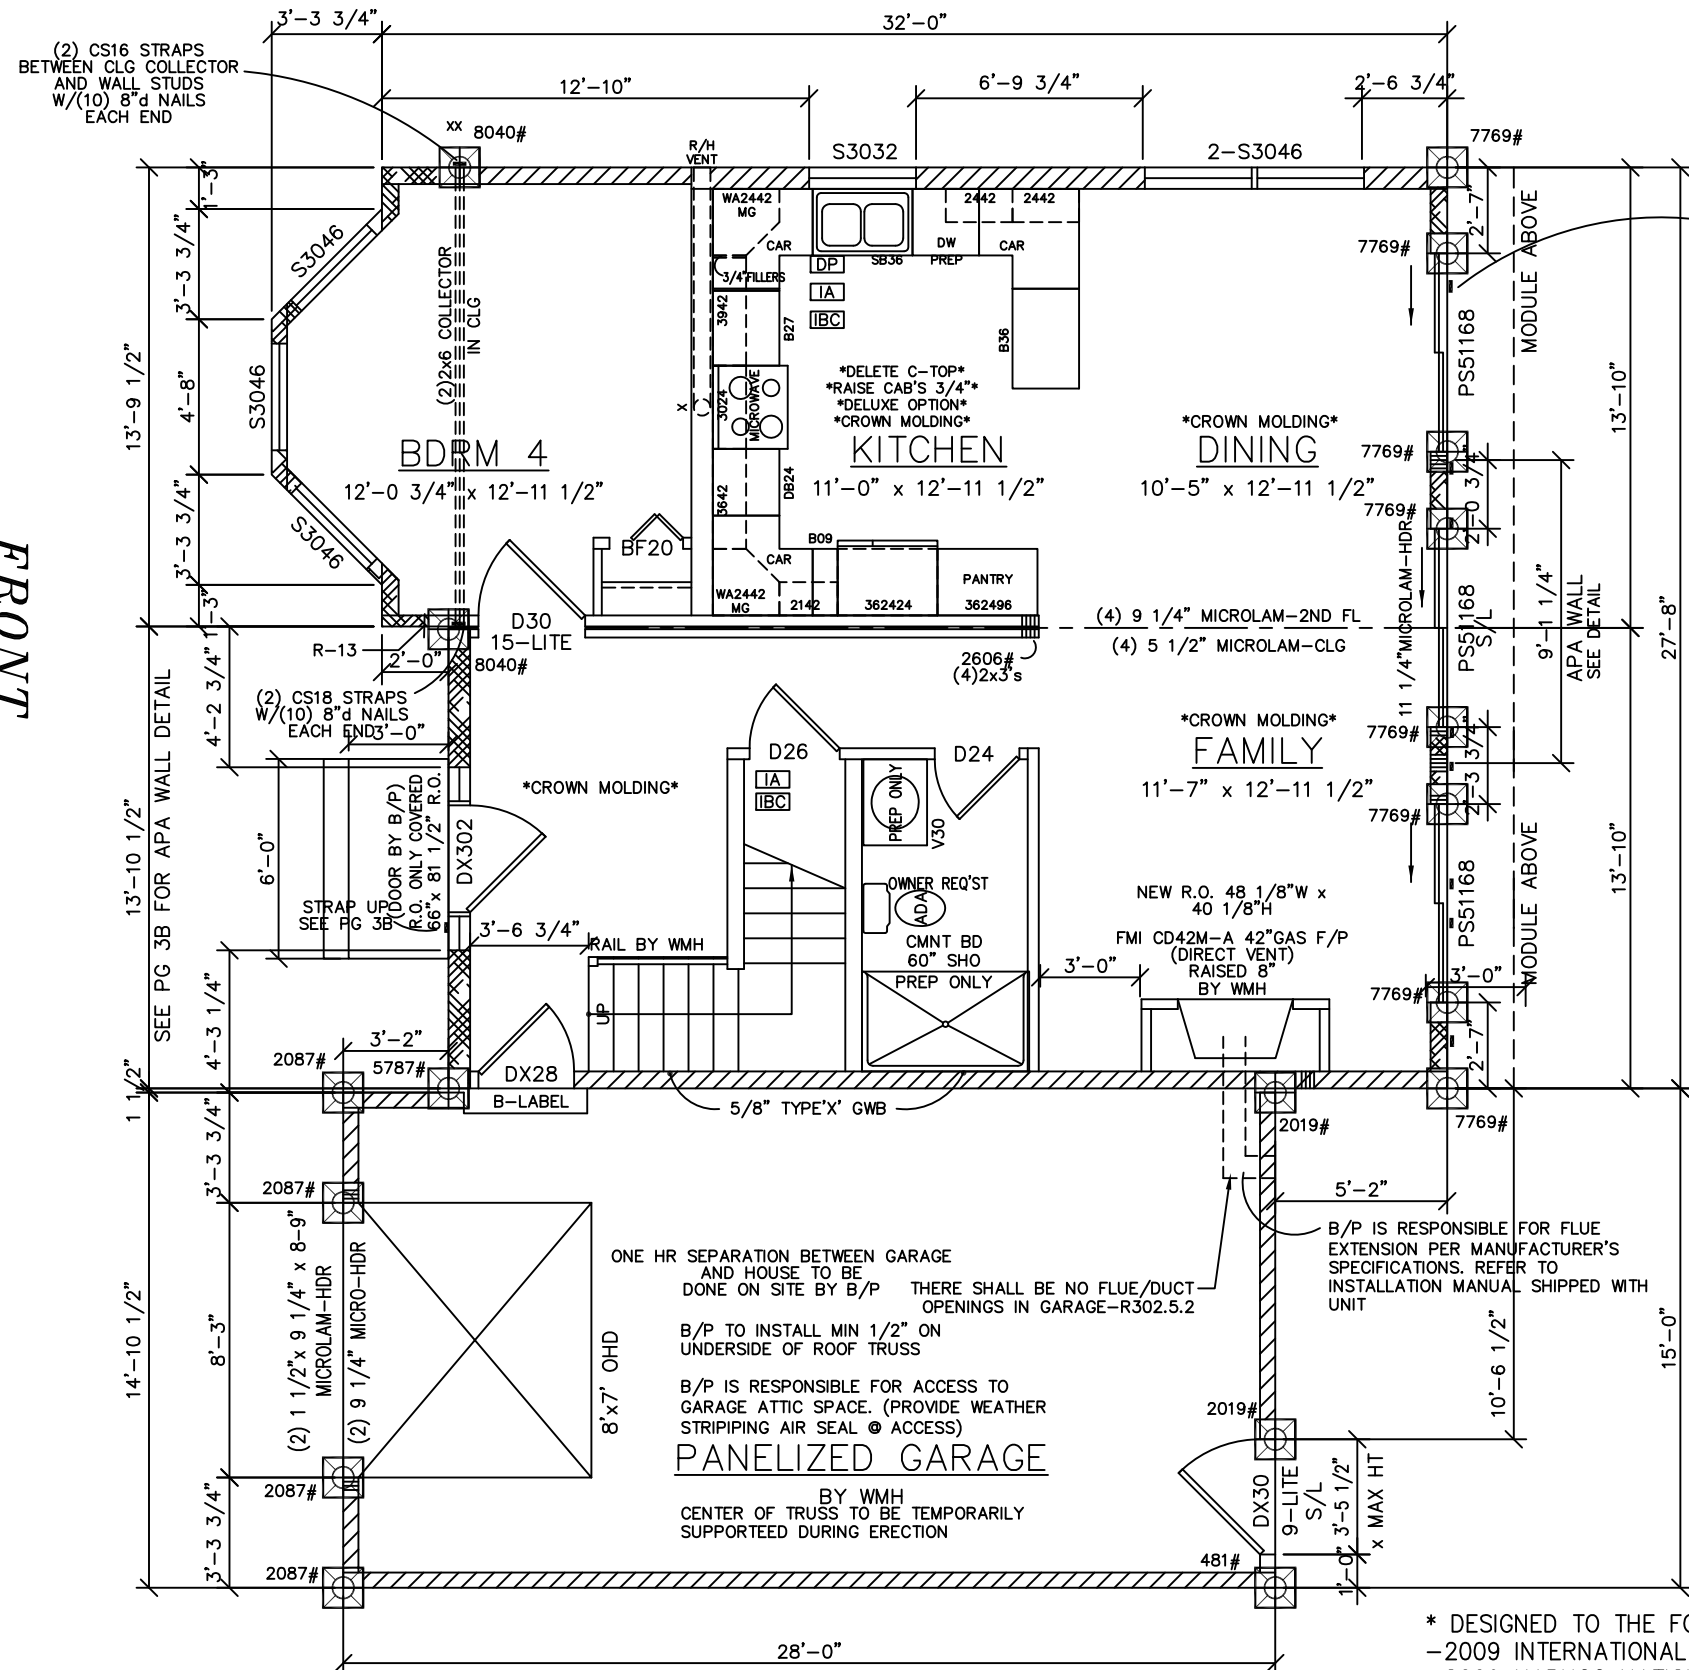 3'-3 3/4"
32'-0"
(2) CS16 STRAPS
BETWEEN CLG COLLECTOR
AND WALL STUDS
W/(10) 8"d NAILS
EACH END
12'-10"
6'-9 3/4"
2'-6 3/4"
XX
8040#
R/H
VENT
S3032
2-S3046
7769#
1'-3"
3'-3 3/4"
4'-8"
3'-3 3/4"
1'-3"
13'-9 1/2"
S3046
S3046
S3046
(2)2x6 COLLECTOR
IN CLG
X
WA2442
MG
CAR
3/4"FILLERS
3942
B27
3024
MICROWAVE
3642
DB24
DP
IA
IBC
SB36
DW
PREP
2442
2442
CAR
B36
*DELETE C-TOP*
*RAISE CAB'S 3/4"*
*DELUXE OPTION*
*CROWN MOLDING*
KITCHEN
11'-0" x 12'-11 1/2"
BDRM 4
12'-0 3/4" x 12'-11 1/2"
*CROWN MOLDING*
DINING
10'-5" x 12'-11 1/2"
2'-7"
7769#
PS51168
MODULE ABOVE
13'-10"
7769#
7769#
2'-0 3/4"
FRONT
BF20
B09
CAR
WA2442
MG
2142
362424
PANTRY
362496
D30
15-LITE
R-13
2'-0"
8040#
2606#
(4)2x3's
(4) 9 1/4" MICROLAM-2ND FL
(4) 5 1/2" MICROLAM-CLG
11 1/4"MICROLAM-HDR
PS51168
S/L
9'-1 1/4"
APA WALL
SEE DETAIL
27'-8"
(2) CS18 STRAPS
W/(10) 8"d NAILS
EACH END
3'-0"
4'-2 3/4"
SEE PG 3B FOR APA WALL DETAIL
13'-10 1/2"
6'-0"
(DOOR BY B/P)
R.O. ONLY COVERED
66"x 81 1/2" R.O.
DX302
STRAP UP
SEE PG 3B
*CROWN MOLDING*
D26
IA
IBC
D24
PREP ONLY
V30
OWNER REQ'ST
ADA
CMNT BD
60" SHO
PREP ONLY
*CROWN MOLDING*
FAMILY
11'-7" x 12'-11 1/2"
7769#
2'-3 3/4"
7769#
PS51168
MODULE ABOVE
13'-10"
NEW R.O. 48 1/8"W x
40 1/8"H
FMI CD42M-A 42"GAS F/P
(DIRECT VENT)
RAISED 8"
BY WMH
3'-6 3/4"
RAIL BY WMH
UP
3'-0"
7769#
3'-0"
2'-7"
4'-3 1/4"
3'-2"
2087#
5787#
DX28
B-LABEL
5/8" TYPE'X' GWB
2019#
7769#
1 1/2"
3'-3 3/4"
2087#
5'-2"
B/P IS RESPONSIBLE FOR FLUE
EXTENSION PER MANUFACTURER'S
SPECIFICATIONS. REFER TO
INSTALLATION MANUAL SHIPPED WITH
UNIT
ONE HR SEPARATION BETWEEN GARAGE
AND HOUSE TO BE
DONE ON SITE BY B/P
THERE SHALL BE NO FLUE/DUCT
OPENINGS IN GARAGE-R302.5.2
B/P TO INSTALL MIN 1/2" ON
UNDERSIDE OF ROOF TRUSS
B/P IS RESPONSIBLE FOR ACCESS TO
GARAGE ATTIC SPACE. (PROVIDE WEATHER
STRIPIPING AIR SEAL @ ACCESS)
14'-10 1/2"
8'-3"
(2) 1 1/2"x 9 1/4" x 8-9"
MICROLAM-HDR
(2) 9 1/4" MICRO-HDR
8'x7' OHD
PANELIZED GARAGE
BY WMH
CENTER OF TRUSS TO BE TEMPORARILY
SUPPORTEED DURING ERECTION
2087#
3'-3 3/4"
2087#
2019#
DX30
9-LITE
S/L
3'-5 1/2"
x MAX HT
1'-0"
481#
10'-6 1/2"
15'-0"
28'-0"
* DESIGNED TO THE FO
-2009 INTERNATIONAL